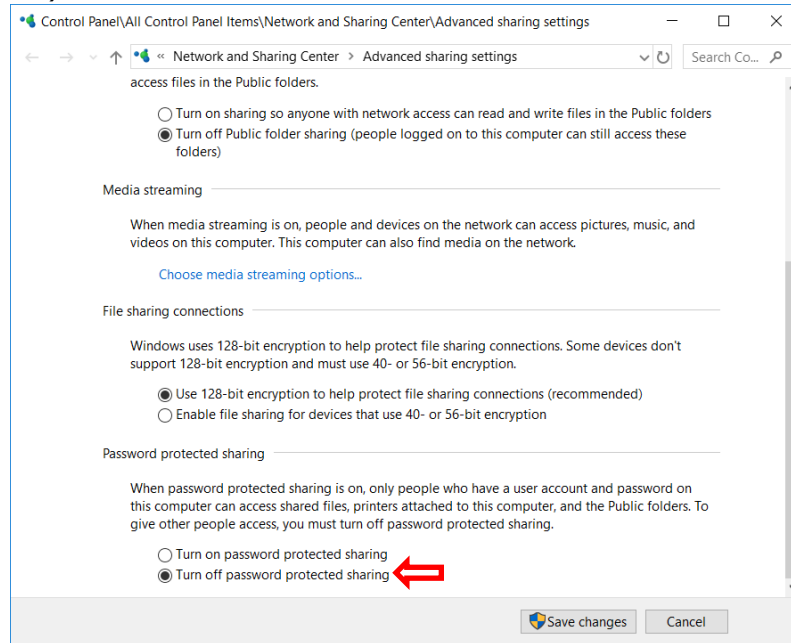 Control Panel\All Control Panel Items\Network and Sharing Center\Advanced sharing settings
« Network and Sharing Center > Advanced sharing settings
Search Co...
access files in the Public folders.
Turn on sharing so anyone with network access can read and write files in the Public folders
Turn off Public folder sharing (people logged on to this computer can still access these
folders)
Media streaming
When media streaming is on, people and devices on the network can access pictures, music, and
videos on this computer. This computer can also find media on the network.
Choose media streaming options...
File sharing connections
Windows uses 128-bit encryption to help protect file sharing connections. Some devices don't
support 128-bit encryption and must use 40- or 56-bit encryption.
Use 128-bit encryption to help protect file sharing connections (recommended)
Enable file sharing for devices that use 40- or 56-bit encryption
Password protected sharing
When password protected sharing is on, only people who have a user account and password on
this computer can access shared files, printers attached to this computer, and the Public folders. To
give other people access, you must turn off password protected sharing.
Turn on password protected sharing
Turn off password protected sharing
Save changes
Cancel